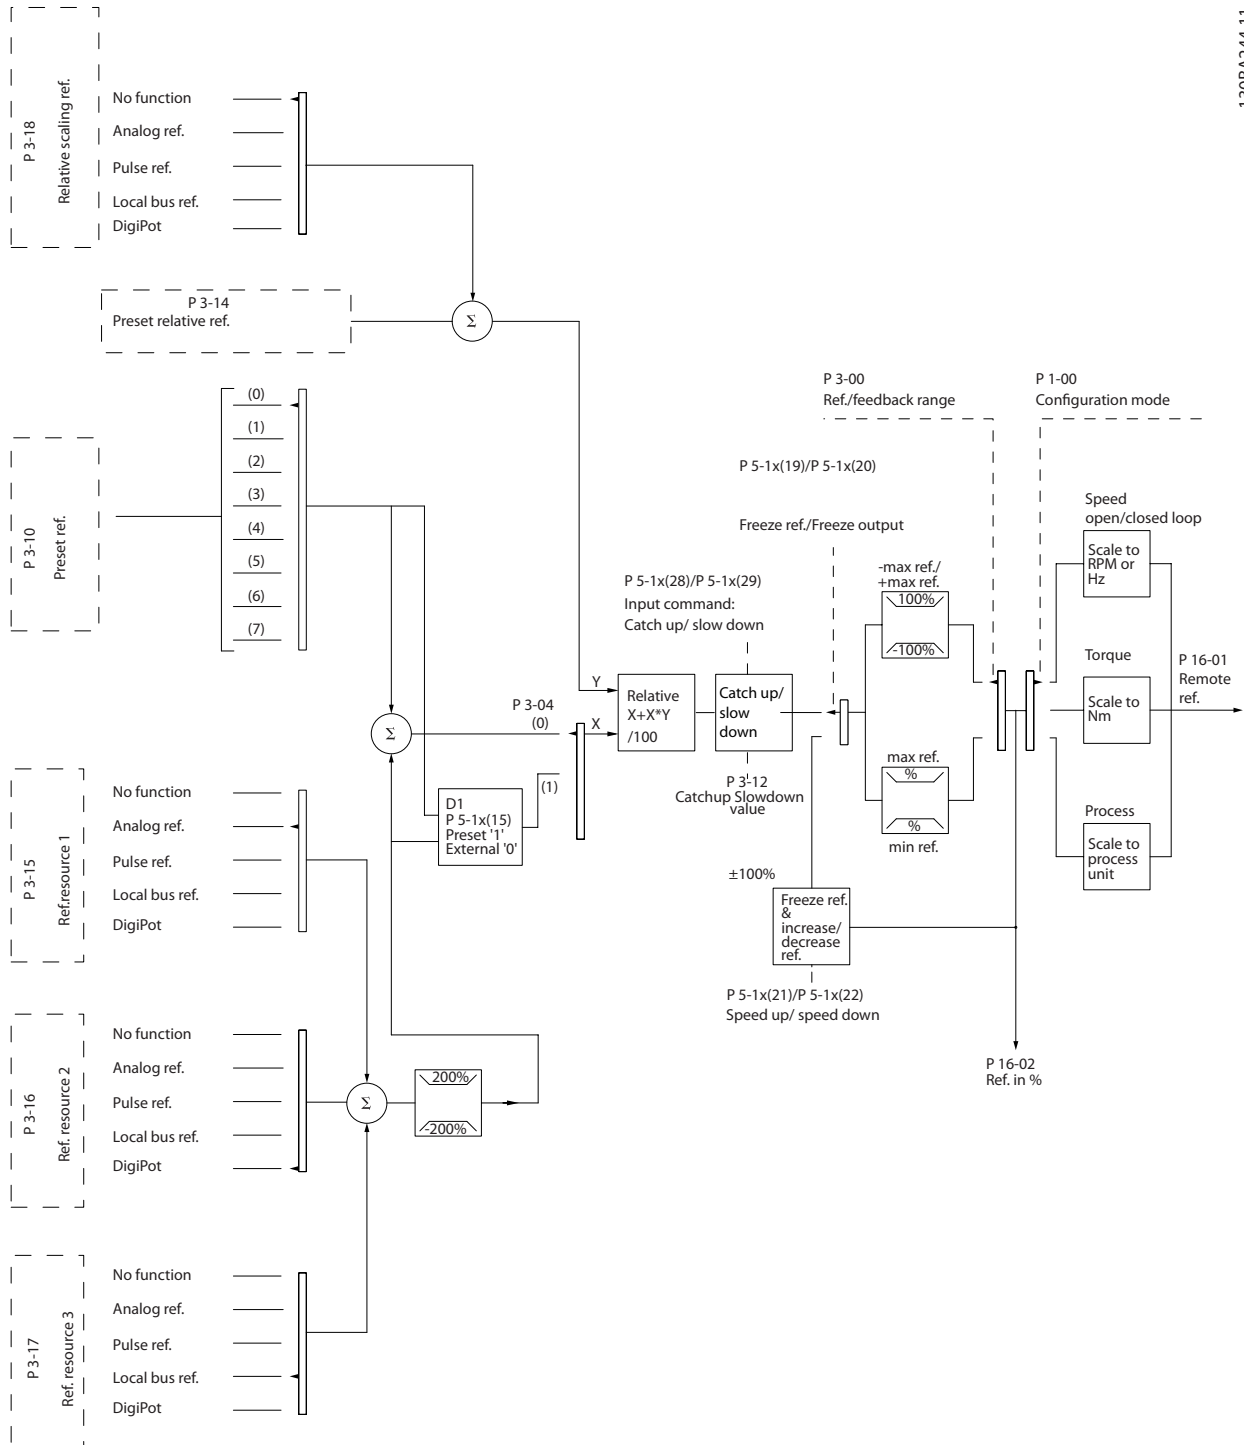 130BA244.11
P 3-18
Relative scaling ref.
No function
Analog ref.
Pulse ref.
Local bus ref.
DigiPot
P 3-14
Preset relative ref.
Σ
P 3-10
Preset ref.
(0)
(1)
(2)
(3)
(4)
(5)
(6)
(7)
P 3-00
Ref./feedback range
P 1-00
Configuration mode
P 5-1x(19)/P 5-1x(20)
Freeze ref./Freeze output
P 5-1x(28)/P 5-1x(29)
Input command:
Catch up/ slow down
-max ref./
+max ref.
100%
-100%
Speed
open/closed loop
Scale to
RPM or
Hz
Y
X
Relative
X+X*Y
/100
Catch up/
slow
down
P 3-12
Catchup Slowdown
value
Torque
Scale to
Nm
P 16-01
Remote
ref.
P 3-04
(0)
(1)
Σ
D1
P 5-1x(15)
Preset '1'
External '0'
max ref.
%
%
min ref.
Process
Scale to
process
unit
±100%
Freeze ref.
&
increase/
decrease
ref.
P 5-1x(21)/P 5-1x(22)
Speed up/ speed down
P 16-02
Ref. in %
P 3-15
Ref.resource 1
No function
Analog ref.
Pulse ref.
Local bus ref.
DigiPot
P 3-16
Ref. resource 2
No function
Analog ref.
Pulse ref.
Local bus ref.
DigiPot
Σ
200%
-200%
P 3-17
Ref. resource 3
No function
Analog ref.
Pulse ref.
Local bus ref.
DigiPot